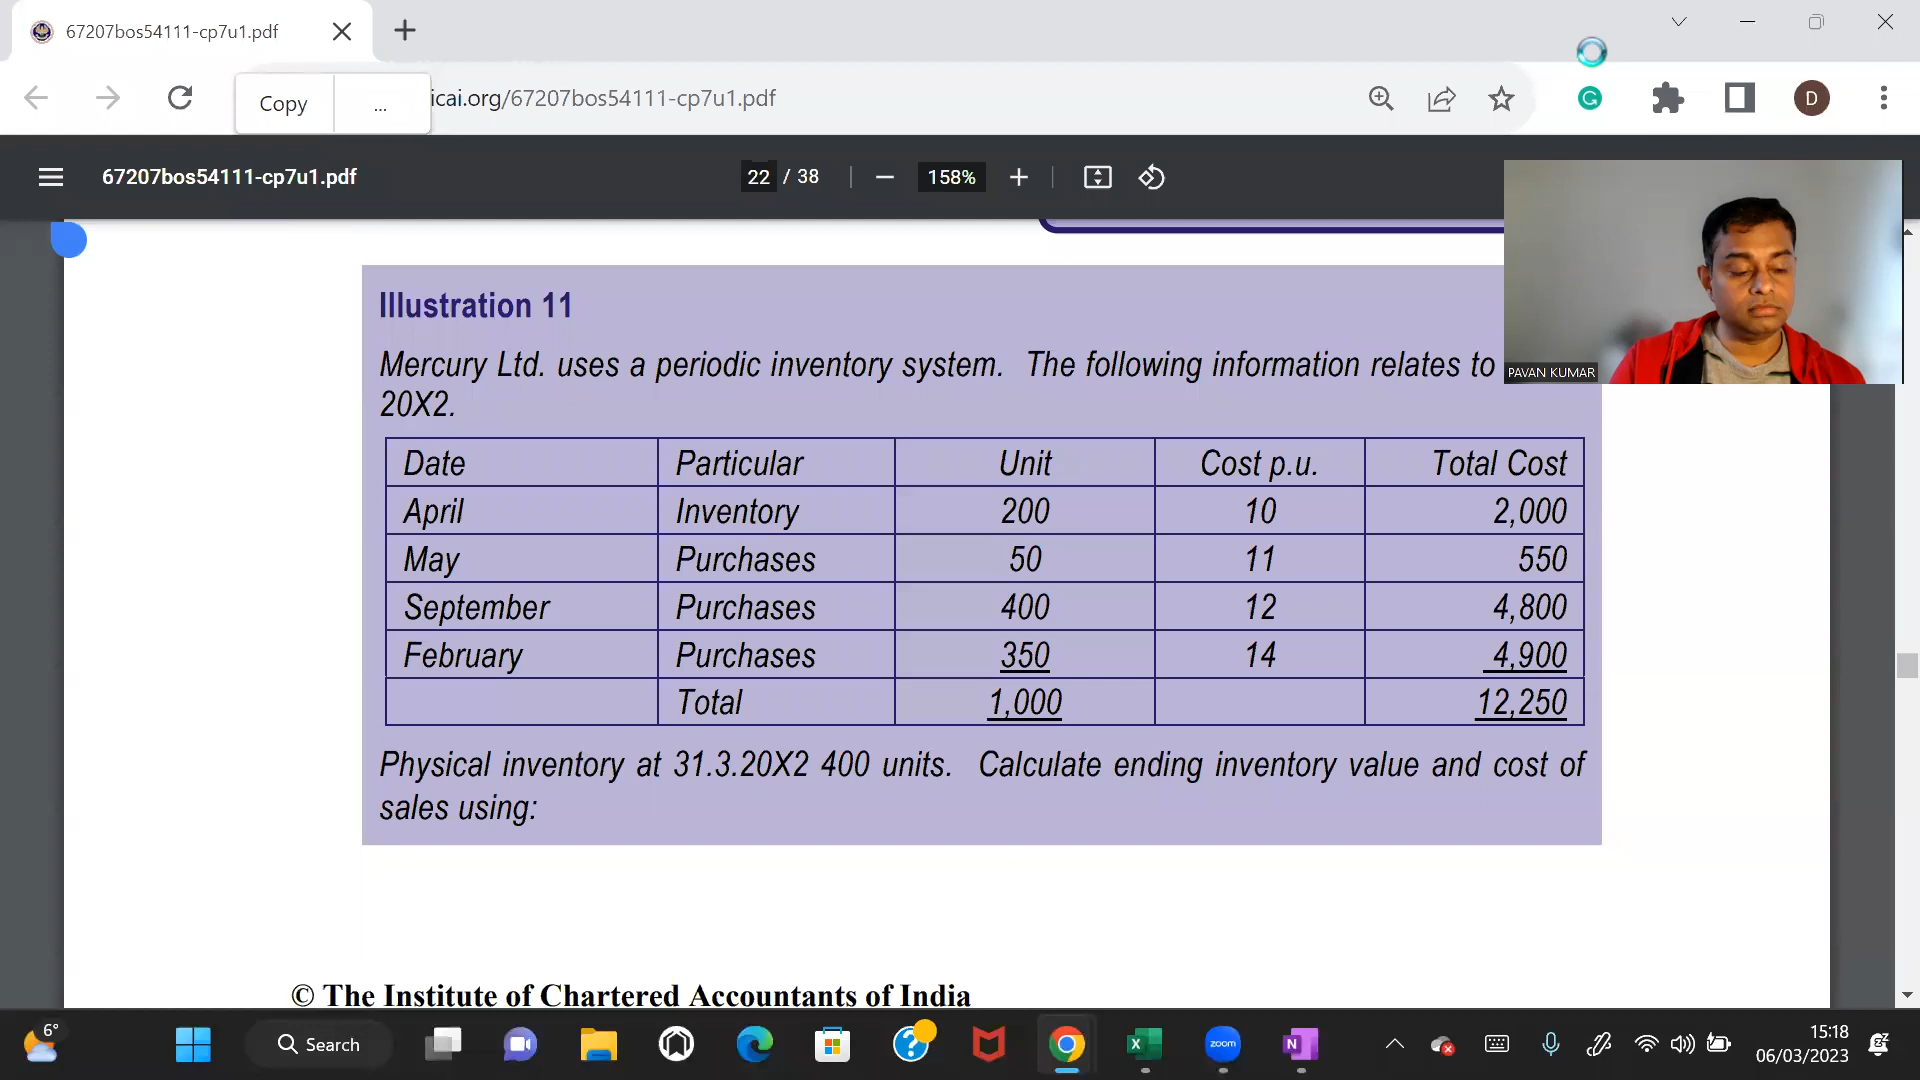 67207bos54111-cp7u1.pdf
Copy ... icai.org/67207bos54111-cp7u1.pdf
G
D
67207bos54111-cp7u1.pdf
22 / 38
158%
PAVAN KUMAR
Illustration 11
Mercury Ltd. uses a periodic inventory system. The following information relates to
20X2.
Date Particular Unit Cost p.u. Total Cost
April Inventory 200 10 2,000
May Purchases 50 11 550
September Purchases 400 12 4,800
February Purchases 350 14 4,900
Total 1,000 12,250
Physical inventory at 31.3.20X2 400 units. Calculate ending inventory value and cost of
sales using:
© The Institute of Chartered Accountants of India
6°
Search
zoom
N
X
15:18
06/03/2023